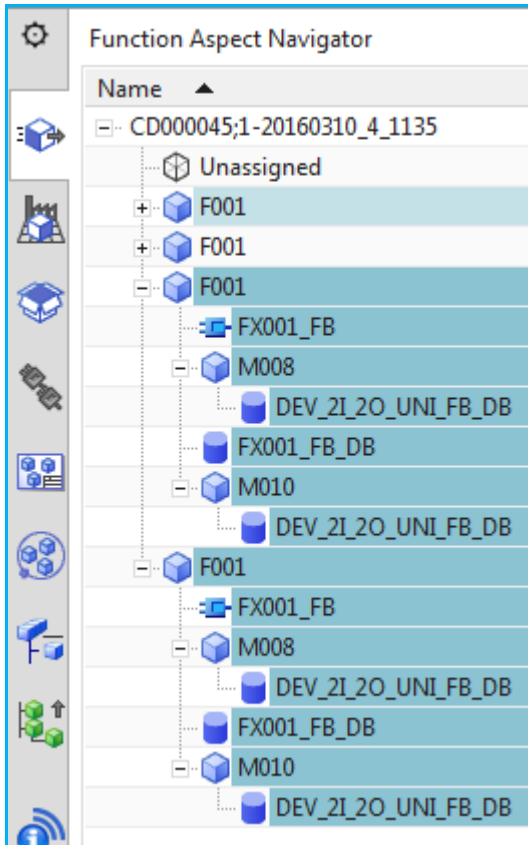 Function Aspect Navigator
Name
CD000045;1-20160310_4_1135
Unassigned
F001
F001
F001
FX001_FB
M008
DEV_2I_2O_UNI_FB_DB
FX001_FB_DB
M010
DEV_2I_2O_UNI_FB_DB
F001
FX001_FB
M008
DEV_2I_2O_UNI_FB_DB
FX001_FB_DB
M010
DEV_2I_2O_UNI_FB_DB